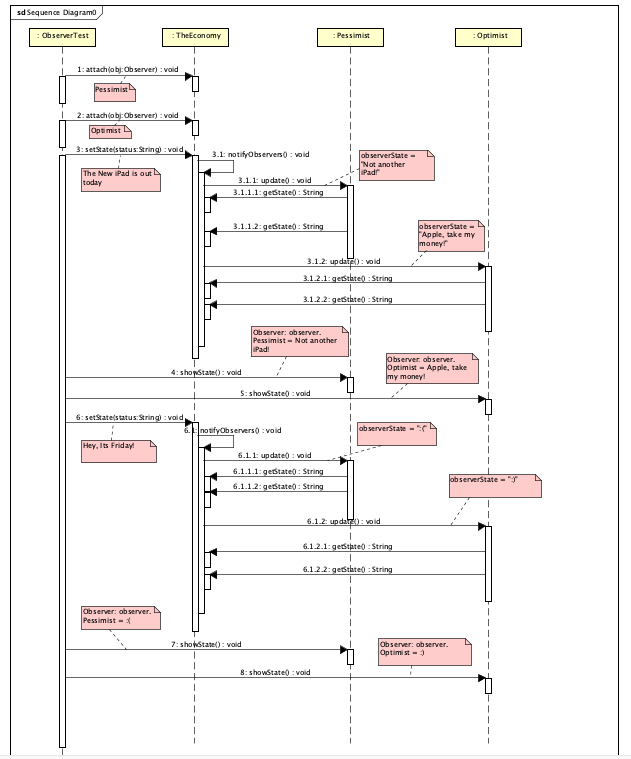 sd Sequence Diagram0
: ObserverTest
: TheEconomy
: Pessimist
: Optimist
1: attach(obj:Observer) : void
Pessimist
2: attach(obj:Observer) : void
Optimist
3: setState(status:String) : void
The New iPad is out
today
3.1: notifyObservers() : void
observerState =
"Not another
iPad!"
3.1.1: update() : void
3.1.1.1: getState() : String
3.1.1.2: getState() : String
observerState =
"Apple, take my
money!"
3.1.2: update() : void
3.1.2.1: getState() : String
3.1.2.2: getState() : String
Observer: observer.
Pessimist = Not another
iPad!
Observer: observer.
Optimist = Apple, take
my money!
4: showState() : void
5: showState() : void
6: setState(status:String) : void
Hey, Its Friday!
6.1: notifyObservers() : void
observerState = ":("
6.1.1: update() : void
6.1.1.1: getState() : String
6.1.1.2: getState() : String
observerState = ":)"
6.1.2: update() : void
6.1.2.1: getState() : String
6.1.2.2: getState() : String
Observer: observer.
Pessimist = :(
7: showState() : void
Observer: observer.
Optimist = :)
8: showState() : void